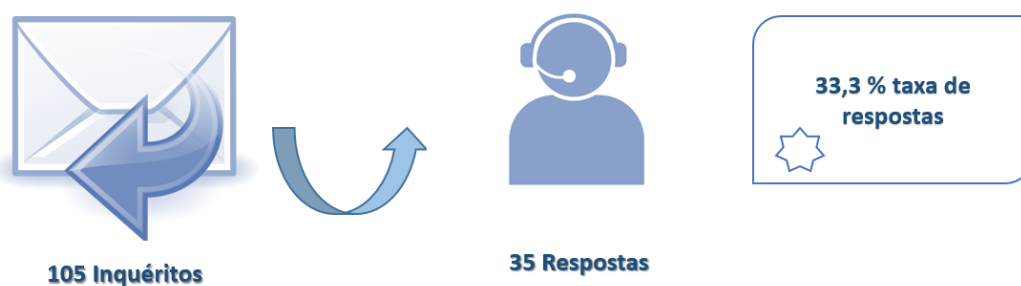 33,3 % taxa de
respostas
35 Respostas
105 Inquéritos